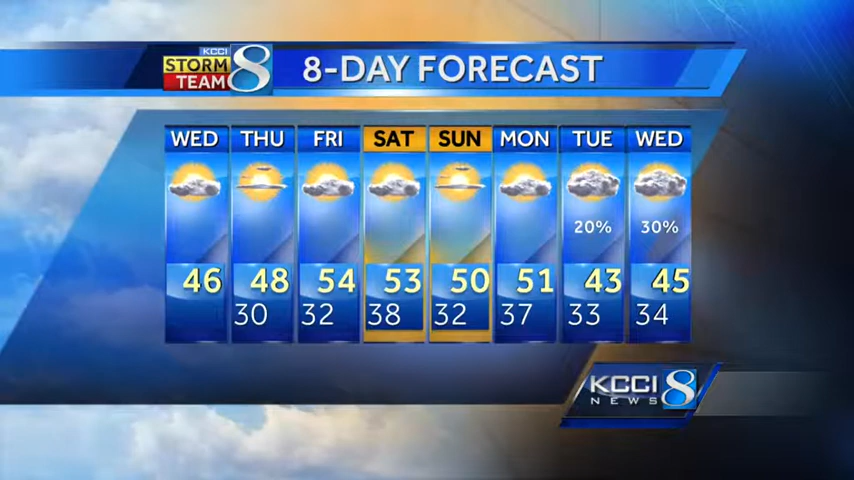 KCCI
STORM
TEAM 8
8-DAY FORECAST
WED THU FRI SAT SUN MON TUE WED
20% 30%
46 48 54 53 50 51 43 45
30 32 38 32 37 33 34
KCCI 8
NEWS